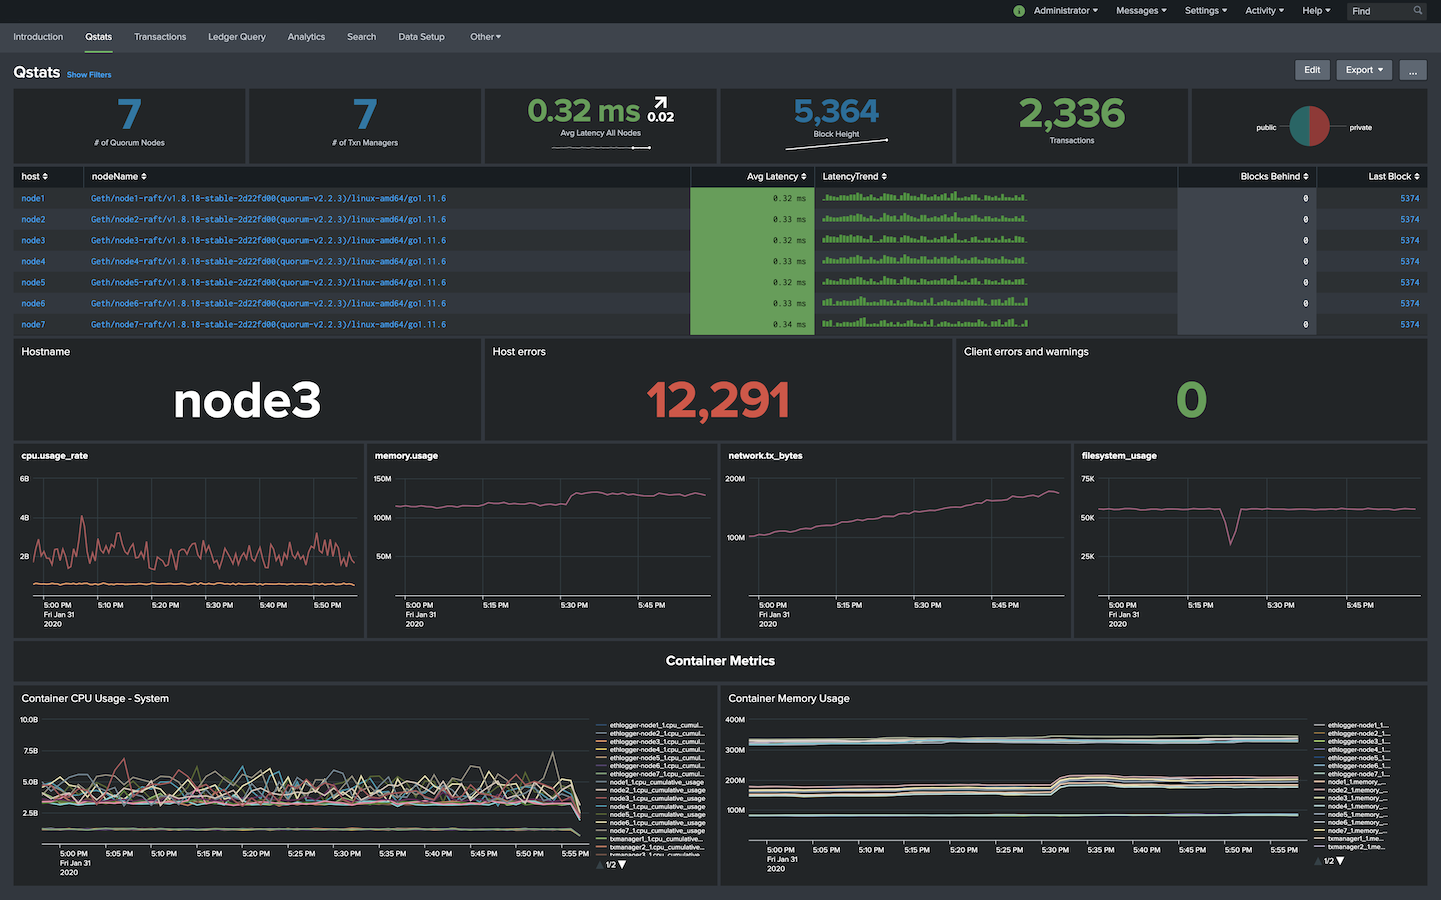 i Administrator Messages Settings Activity Help Find
Introduction Qstats Transactions Ledger Query Analytics Search Data Setup Other
Qstats Show Filters Edit Export ...
7
# of Quorum Nodes
7
# of Txn Managers
0.32 ms 0.02
Avg Latency All Nodes
5,364
Block Height
2,336
Transactions
public private
host nodeName Avg Latency LatencyTrend Blocks Behind Last Block
node1 Geth/node1-raft/v1.8.18-stable-2d22fd00(quorum-v2.2.3)/linux-amd64/go1.11.6 0.32 ms 0 5374
node2 Geth/node2-raft/v1.8.18-stable-2d22fd00(quorum-v2.2.3)/linux-amd64/go1.11.6 0.33 ms 0 5374
node3 Geth/node3-raft/v1.8.18-stable-2d22fd00(quorum-v2.2.3)/linux-amd64/go1.11.6 0.32 ms 0 5374
node4 Geth/node4-raft/v1.8.18-stable-2d22fd00(quorum-v2.2.3)/linux-amd64/go1.11.6 0.33 ms 0 5374
node5 Geth/node5-raft/v1.8.18-stable-2d22fd00(quorum-v2.2.3)/linux-amd64/go1.11.6 0.32 ms 0 5374
node6 Geth/node6-raft/v1.8.18-stable-2d22fd00(quorum-v2.2.3)/linux-amd64/go1.11.6 0.33 ms 0 5374
node7 Geth/node7-raft/v1.8.18-stable-2d22fd00(quorum-v2.2.3)/linux-amd64/go1.11.6 0.34 ms 0 5374
Hostname
node3
Host errors
12,291
Client errors and warnings
0
cpu.usage_rate
6B
4B
2B
5:00 PM 5:10 PM 5:20 PM 5:30 PM 5:40 PM 5:50 PM
Fri Jan 31
2020
memory.usage
150M
100M
50M
5:00 PM 5:15 PM 5:30 PM 5:45 PM
Fri Jan 31
2020
network.tx_bytes
200M
100M
5:00 PM 5:15 PM 5:30 PM 5:45 PM
Fri Jan 31
2020
filesystem_usage
75K
50K
25K
5:00 PM 5:15 PM 5:30 PM 5:45 PM
Fri Jan 31
2020
Container Metrics
Container CPU Usage - System
10.0B
7.5B
5.0B
2.5B
5:00 PM 5:05 PM 5:10 PM 5:15 PM 5:20 PM 5:25 PM 5:30 PM 5:35 PM 5:40 PM 5:45 PM 5:50 PM 5:55 PM
Fri Jan 31
2020
ethlogger-node1_1.cpu_cumul...
ethlogger-node2_1.cpu_cumul...
ethlogger-node3_1.cpu_cumul...
ethlogger-node4_1.cpu_cumul...
ethlogger-node5_1.cpu_cumul...
ethlogger-node6_1.cpu_cumul...
ethlogger-node7_1.cpu_cumul...
node1_1.cpu_cumulative_usage
node2_1.cpu_cumulative_usage
node3_1.cpu_cumulative_usage
node4_1.cpu_cumulative_usage
node5_1.cpu_cumulative_usage
node6_1.cpu_cumulative_usage
node7_1.cpu_cumulative_usage
txmanager1_1.cpu_cumulative...
txmanager2_1.cpu_cumulative...
txmanager3_1.cpu_cumulative...
1/2
Container Memory Usage
400M
300M
200M
100M
5:00 PM 5:05 PM 5:10 PM 5:15 PM 5:20 PM 5:25 PM 5:30 PM 5:35 PM 5:40 PM 5:45 PM 5:50 PM 5:55 PM
Fri Jan 31
2020
ethlogger-node1_1...
ethlogger-node2_1...
ethlogger-node3_1...
ethlogger-node4_1...
ethlogger-node5_1...
ethlogger-node6_1...
ethlogger-node7_1...
node1_1.memory_...
node2_1.memory_...
node3_1.memory_...
node4_1.memory_...
node5_1.memory_...
node6_1.memory_...
node7_1.memory_...
txmanager1_1.me...
txmanager2_1.me...
1/2